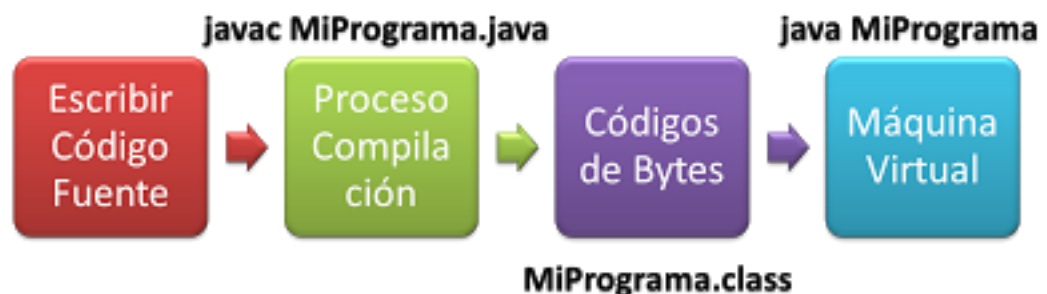 javac MiPrograma.java
java MiPrograma
Escribir
Código
Fuente
Proceso
Compila
ción
Códigos
de Bytes
Máquina
Virtual
MiPrograma.class